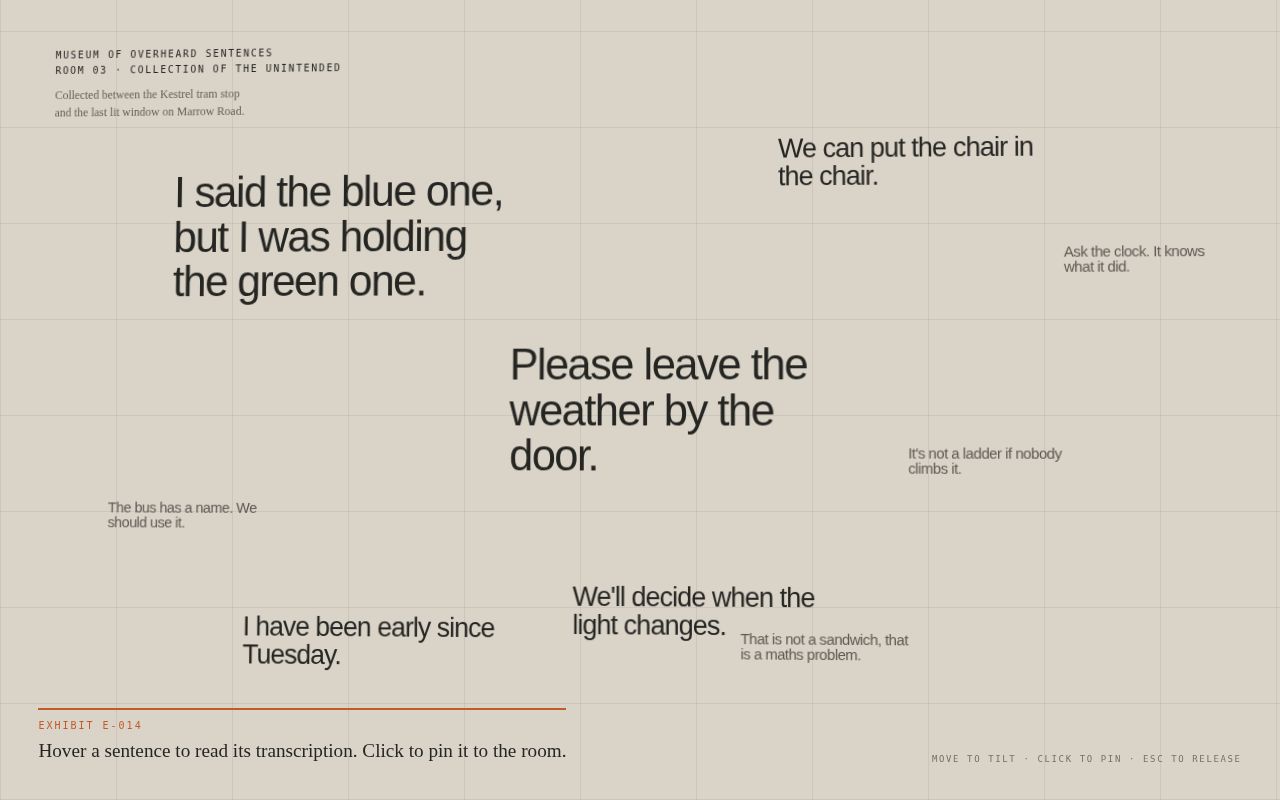 MUSEUM OF OVERHEARD SENTENCES
ROOM 03 · COLLECTION OF THE UNINTENDED
Collected between the Kestrel tram stop
and the last lit window on Marrow Road.
We can put the chair in
the chair.
I said the blue one,
but I was holding
the green one.
Ask the clock. It knows
what it did.
Please leave the
weather by the
door.
It's not a ladder if nobody
climbs it.
The bus has a name. We
should use it.
We'll decide when the
light changes.
I have been early since
Tuesday.
That is not a sandwich, that
is a maths problem.
EXHIBIT E-014
Hover a sentence to read its transcription. Click to pin it to the room.
MOVE TO TILT · CLICK TO PIN · ESC TO RELEASE